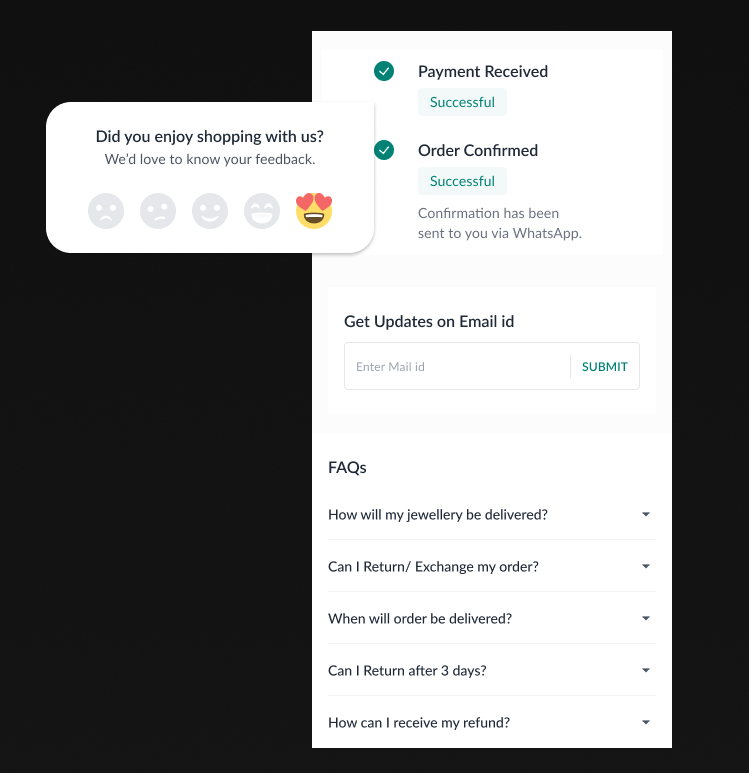 Payment Received
Successful
Did you enjoy shopping with us?
We'd love to know your feedback.
Order Confirmed
Successful
Confirmation has been
sent to you via WhatsApp.
Get Updates on Email id
Enter Mail id
SUBMIT
FAQs
How will my jewellery be delivered?
Can I Return/ Exchange my order?
When will order be delivered?
Can I Return after 3 days?
How can I receive my refund?